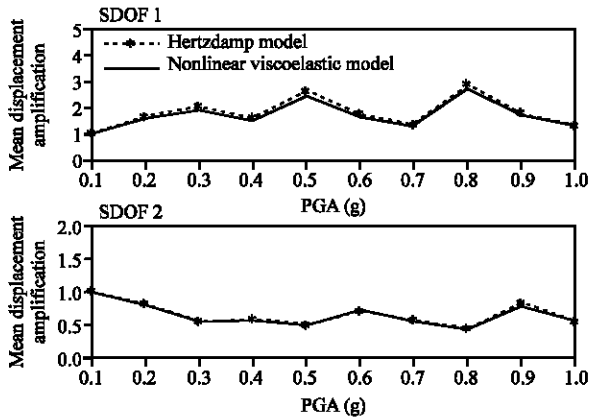 SDOF 1
Mean displacement
amplification
5
4
3
2
1
0
Hertzdamp model
Nonlinear viscoelastic model
0.1 0.2 0.3 0.4 0.5 0.6 0.7 0.8 0.9 1.0
PGA (g)
SDOF 2
Mean displacement
amplification
2.0
1.5
1.0
0.5
0.0
0.1 0.2 0.3 0.4 0.5 0.6 0.7 0.8 0.9 1.0
PGA (g)